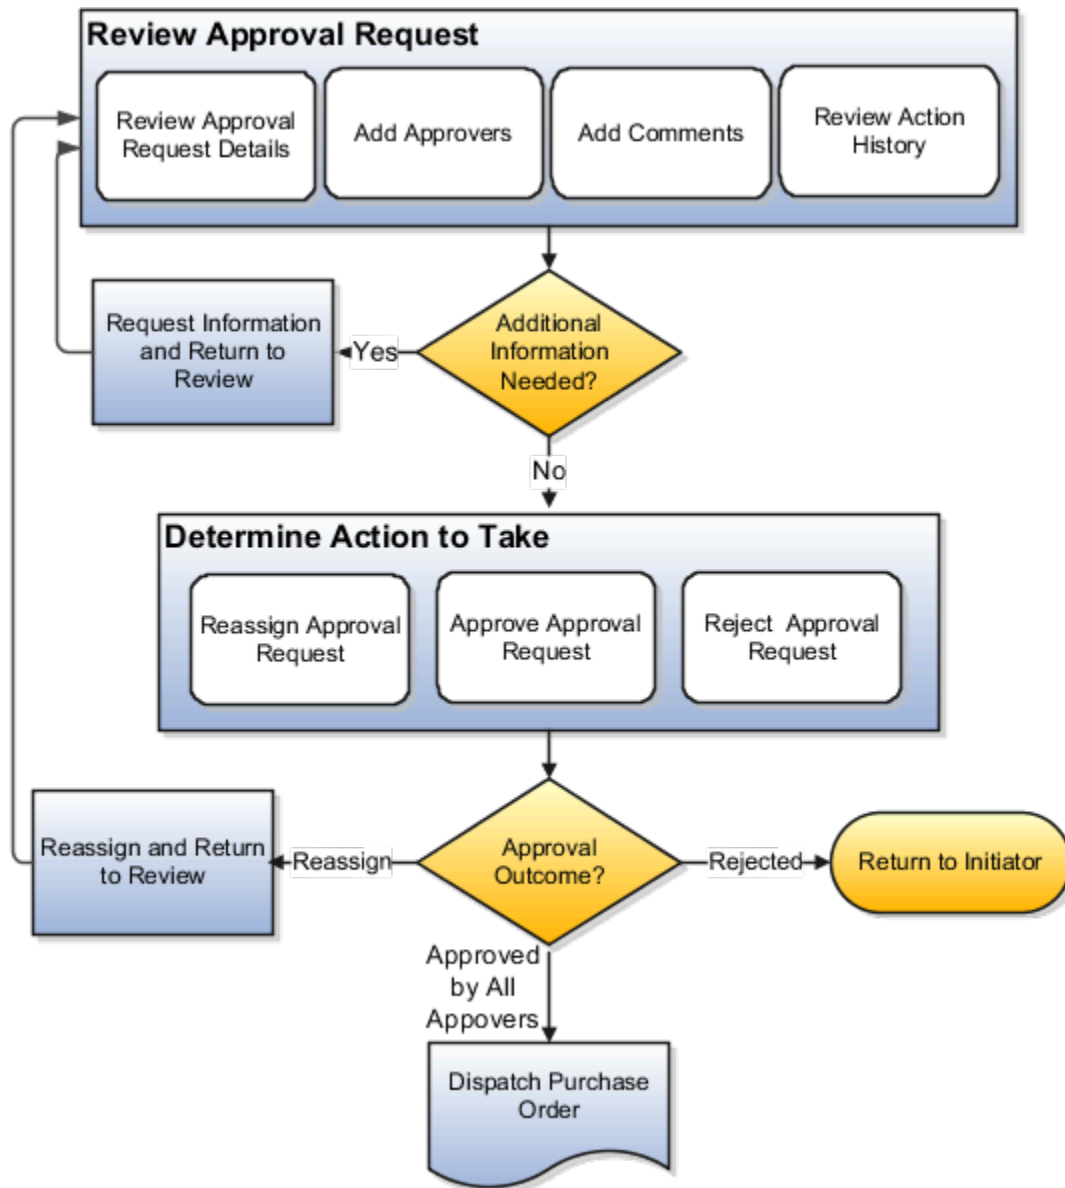 Review Approval Request
Review Approval
Request Details
Add Approvers
Add Comments
Review Action
History
Request Information
and Return to
Review
Yes
Additional
Information
Needed?
No
Determine Action to Take
Reassign Approval
Request
Approve Approval
Request
Reject Approval
Request
Reassign and Return
to Review
Reassign
Approval
Outcome?
Rejected
Return to Initiator
Approved
by All
Appovers
Dispatch Purchase
Order